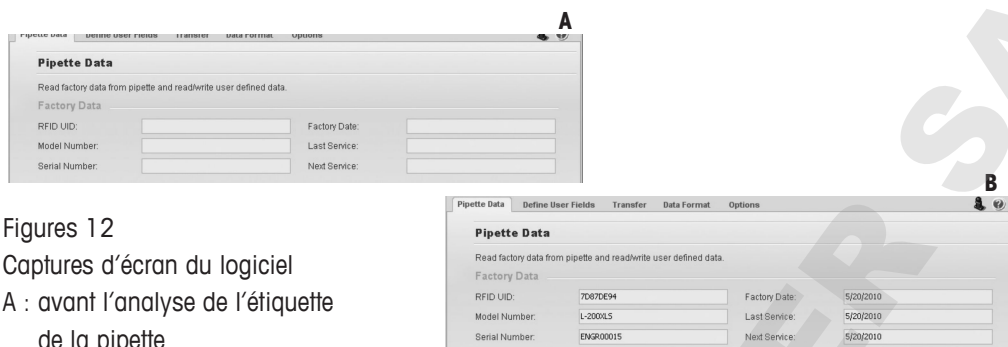 A
Pipette Data Define User Fields Transfer Data Format Options
Pipette Data
Read factory data from pipette and read/write user defined data.
Factory Data
RFID UID: Factory Date:
Model Number: Last Service:
Serial Number: Next Service:
B
Pipette Data Define User Fields Transfer Data Format Options
Pipette Data
Read factory data from pipette and read/write user defined data.
Factory Data
RFID UID: 7D87DE94 Factory Date: 5/20/2010
Model Number: L-200XLS Last Service: 5/20/2010
Serial Number: ENGR00015 Next Service: 5/20/2010
Figures 12
Captures d’écran du logiciel
A : avant l’analyse de l’étiquette
de la pipette